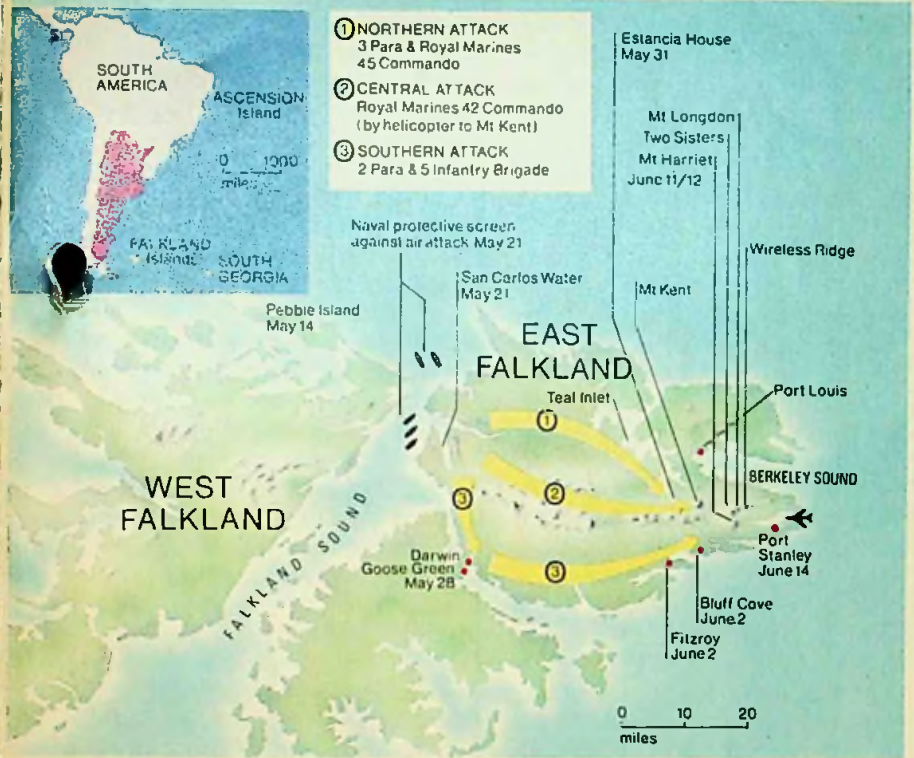 SOUTH
AMERICA
ASCENSION
Island
0 1000
miles
FALKLAND
Islands
SOUTH
GEORGIA
① NORTHERN ATTACK
3 Para & Royal Marines
45 Commando
② CENTRAL ATTACK
Royal Marines 42 Commando
(by helicopter to Mt Kent)
③ SOUTHERN ATTACK
2 Para & 5 Infantry Brigade
Estancia House
May 31
Mt Longdon
Two Sisters
Mt Harriet
June 11/12
Wireless Ridge
Naval protective screen
against air attack May 21
San Carlos Water
May 21
Mt Kent
Pebble Island
May 14
EAST
FALKLAND
Teal Inlet
Port Louis
①
BERKELEY SOUND
WEST
FALKLAND
②
③
FALKLAND SOUND
Port
Stanley
June 14
Darwin
Goose Green
May 28
③
Bluff Cove
June 2
Fitzroy
June 2
0 10 20
miles